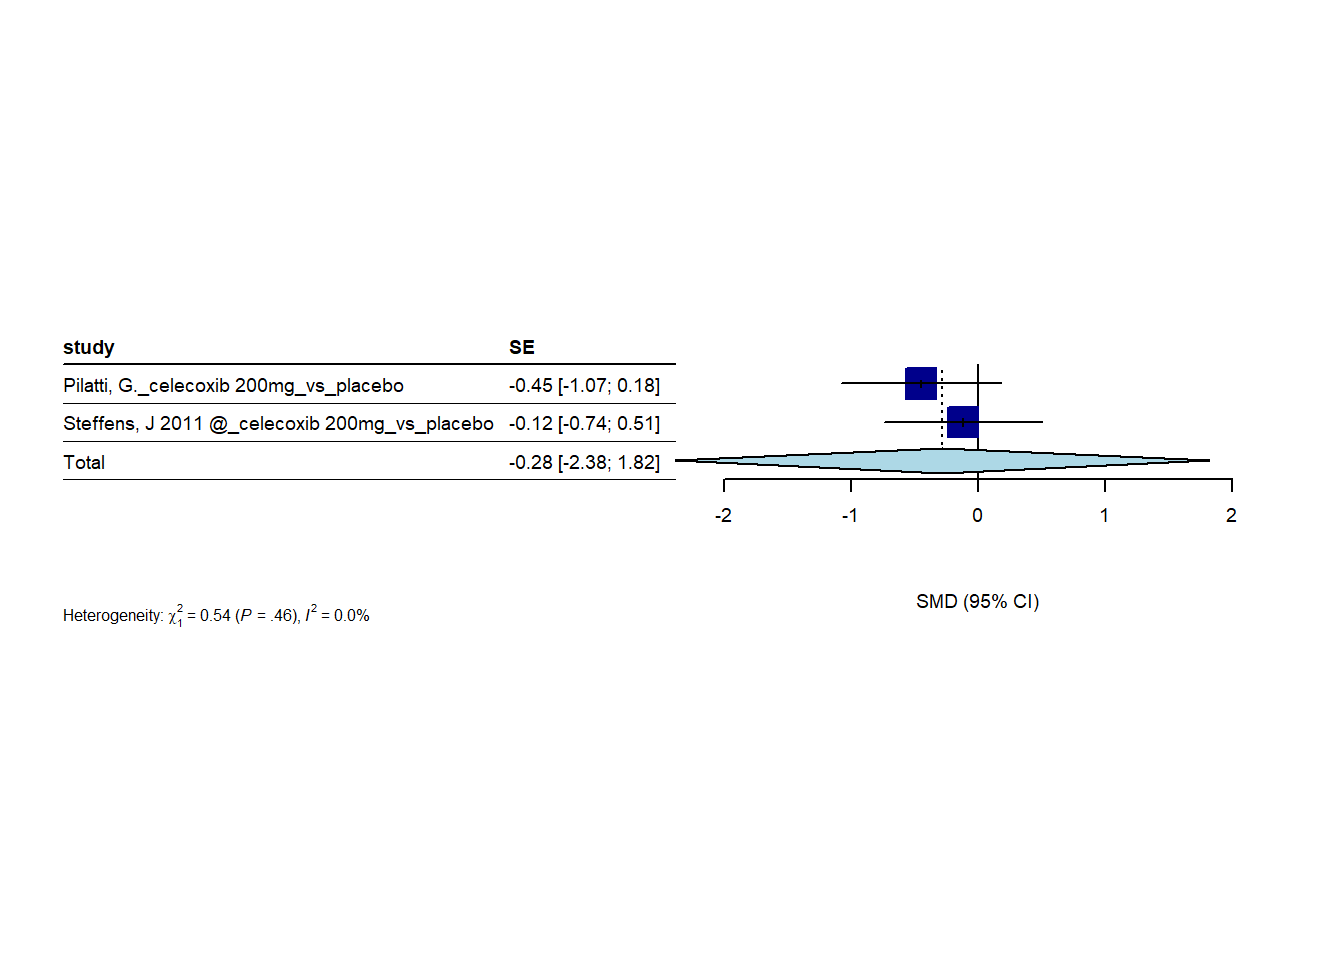 study SE
Pilatti, G._celecoxib 200mg_vs_placebo -0.45 [-1.07; 0.18]
Steffens, J 2011 @_celecoxib 200mg_vs_placebo -0.12 [-0.74; 0.51]
Total -0.28 [-2.38; 1.82]
-2 -1 0 1 2
SMD (95% CI)
Heterogeneity: χ²₁ = 0.54 (P = .46), I² = 0.0%